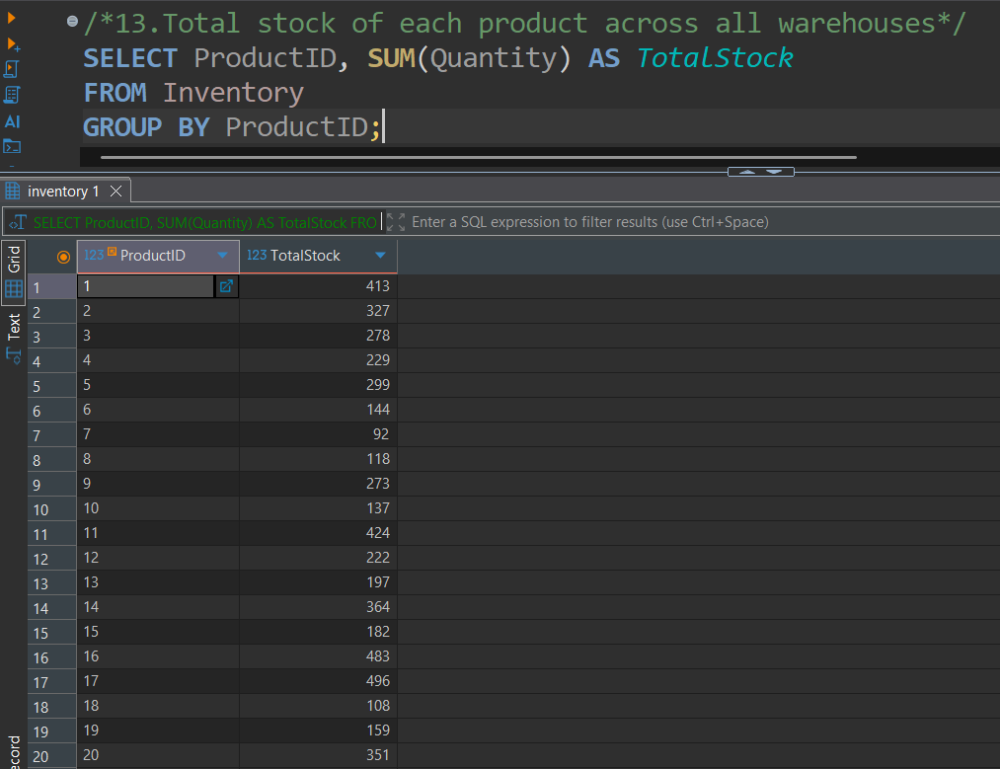 /*13.Total stock of each product across all warehouses*/
SELECT ProductID, SUM(Quantity) AS TotalStock
FROM Inventory
GROUP BY ProductID;
AI
inventory 1
SELECT ProductID, SUM(Quantity) AS TotalStock FRO Enter a SQL expression to filter results (use Ctrl+Space)
Grid
Text
ecord
123 ProductID 123 TotalStock
1 1 413
2 2 327
3 3 278
4 4 229
5 5 299
6 6 144
7 7 92
8 8 118
9 9 273
10 10 137
11 11 424
12 12 222
13 13 197
14 14 364
15 15 182
16 16 483
17 17 496
18 18 108
19 19 159
20 20 351